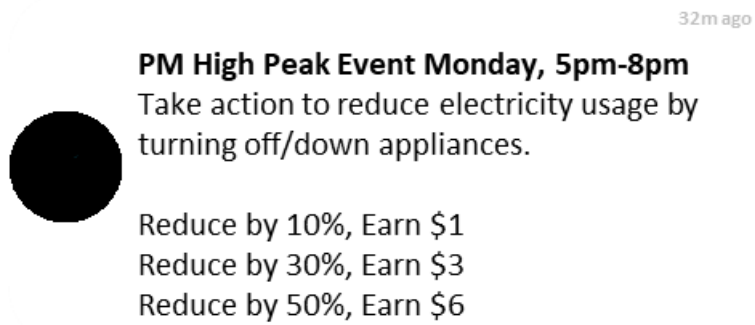 32m ago
PM High Peak Event Monday, 5pm-8pm
Take action to reduce electricity usage by
turning off/down appliances.
Reduce by 10%, Earn $1
Reduce by 30%, Earn $3
Reduce by 50%, Earn $6